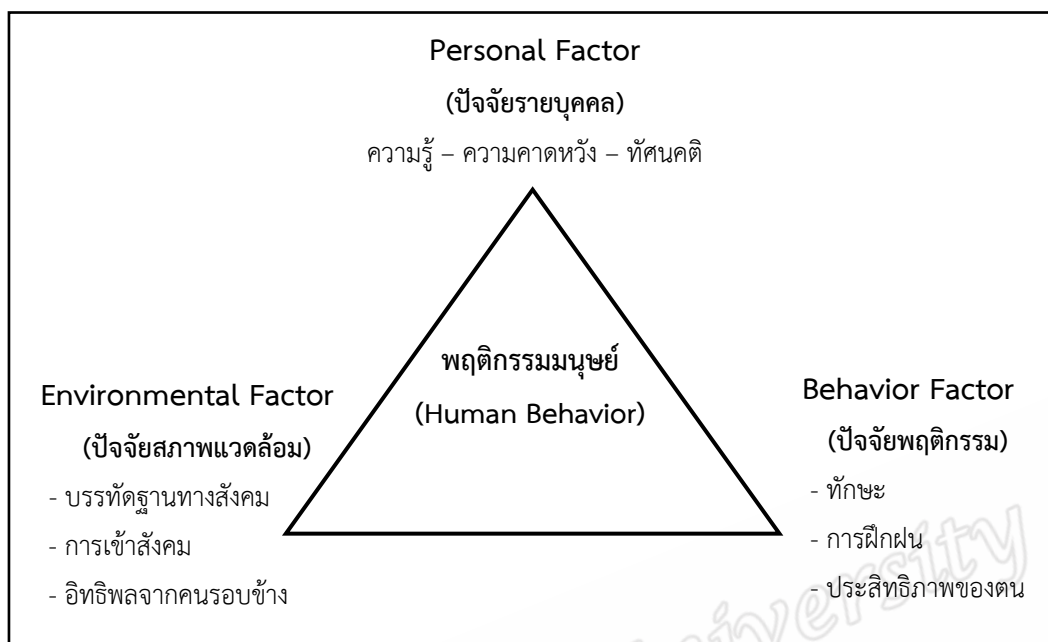 Personal Factor
(ปัจจัยรายบุคคล)
ความรู้ – ความคาดหวัง – ทัศนคติ
พฤติกรรมมนุษย์
(Human Behavior)
Environmental Factor
(ปัจจัยสภาพแวดล้อม)
- บรรทัดฐานทางสังคม
- การเข้าสังคม
- อิทธิพลจากคนรอบข้าง
Behavior Factor
(ปัจจัยพฤติกรรม)
- ทักษะ
- การฝึกฝน
- ประสิทธิภาพของตน
University